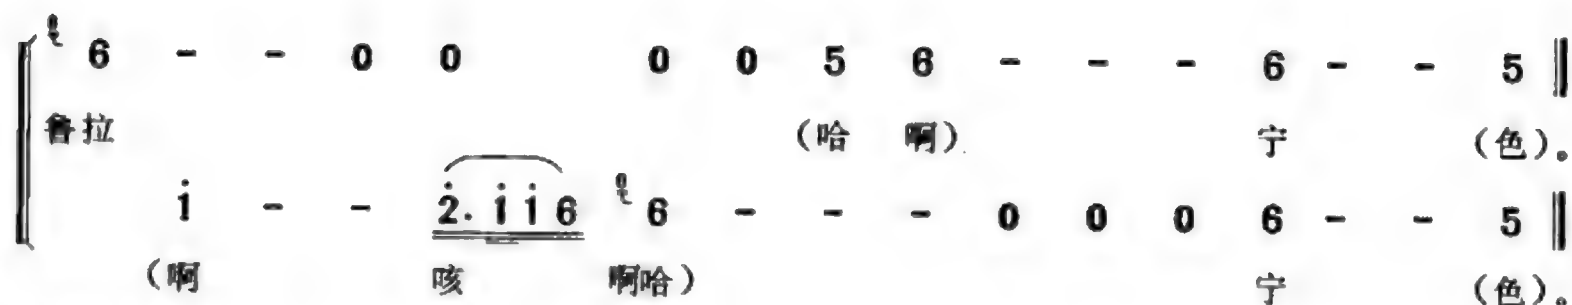 6 - - 0 0 0 0 5 6 - - - 6 - - 5
鲁拉 (哈 啊) 宁 (色)。
i - - 2. i i 6 6 - - - 0 0 0 6 - - 5
(啊 咳 啊哈) 宁 (色)。